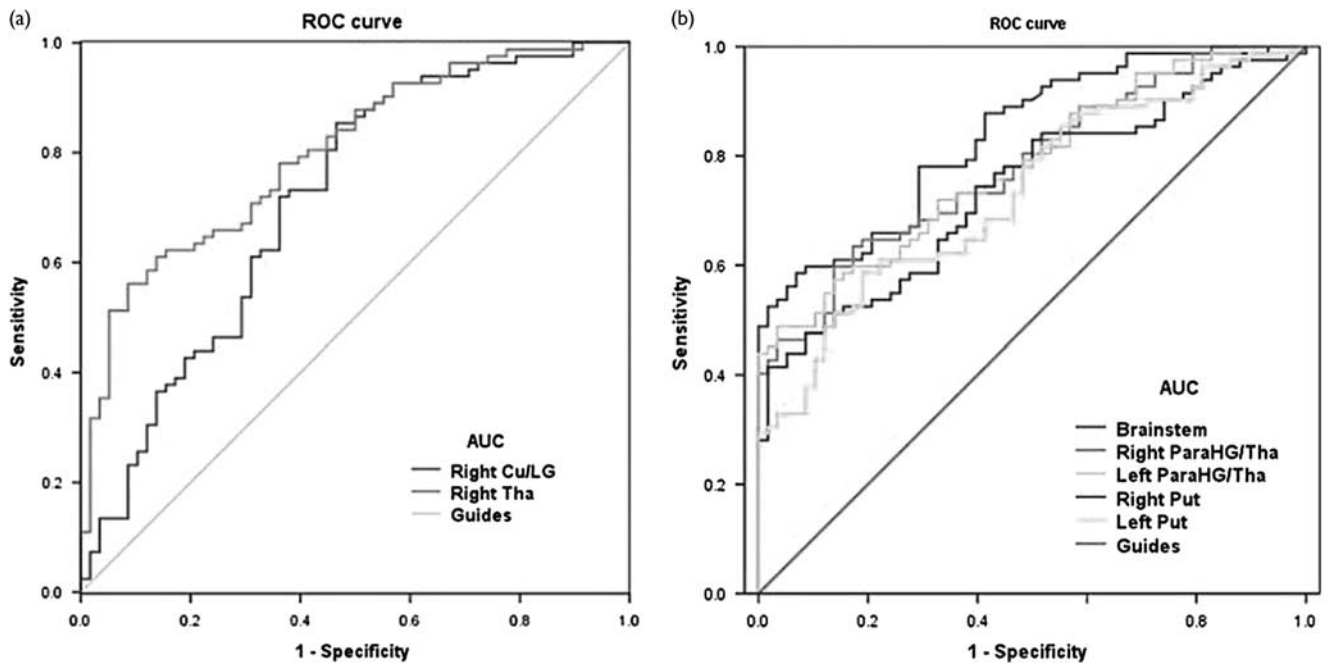 (a)
ROC curve
1.0
0.8
0.6
0.4
0.2
0.0
Sensitivity
AUC
Right Cu/LG
Right Tha
Guides
0.0 0.2 0.4 0.6 0.8 1.0
1 - Specificity
(b)
ROC curve
1.0
0.8
0.6
0.4
0.2
0.0
Sensitivity
AUC
Brainstem
Right ParaHG/Tha
Left ParaHG/Tha
Right Put
Left Put
Guides
0.0 0.2 0.4 0.6 0.8 1.0
1 - Specificity